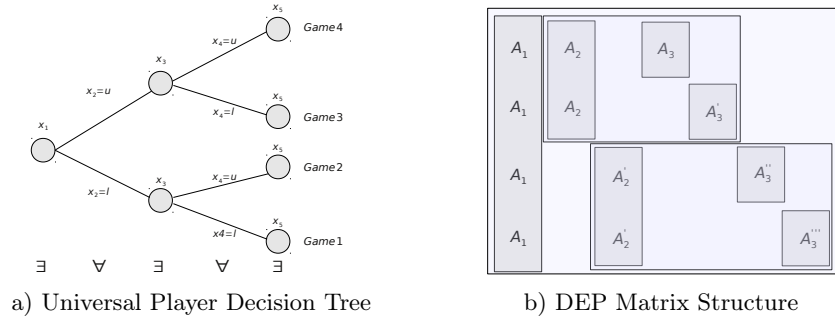 x₅
Game4
x₄=u
x₃
x₂=u
x₄=l
x₅
Game3
x₁
x₅
Game2
x₃
x₄=u
x₂=l
x₅
x4=l
Game1
∃ ∀ ∃ ∀ ∃
a) Universal Player Decision Tree
A₁ A₂ A₃
A₁ A₂ A₃'
A₁ A₂' A₃''
A₁ A₂' A₃'''
b) DEP Matrix Structure